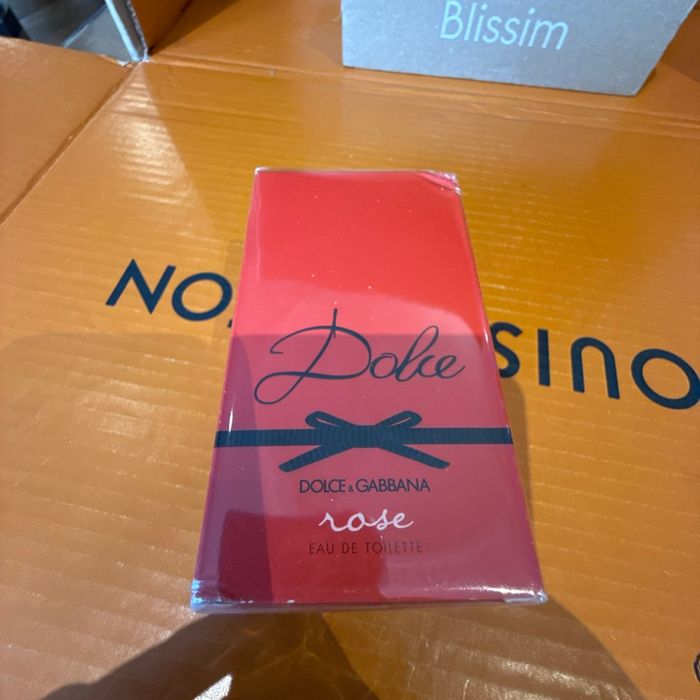 Blissim
Dolce
DOLCE & GABBANA
rose
EAU DE TOILETTE